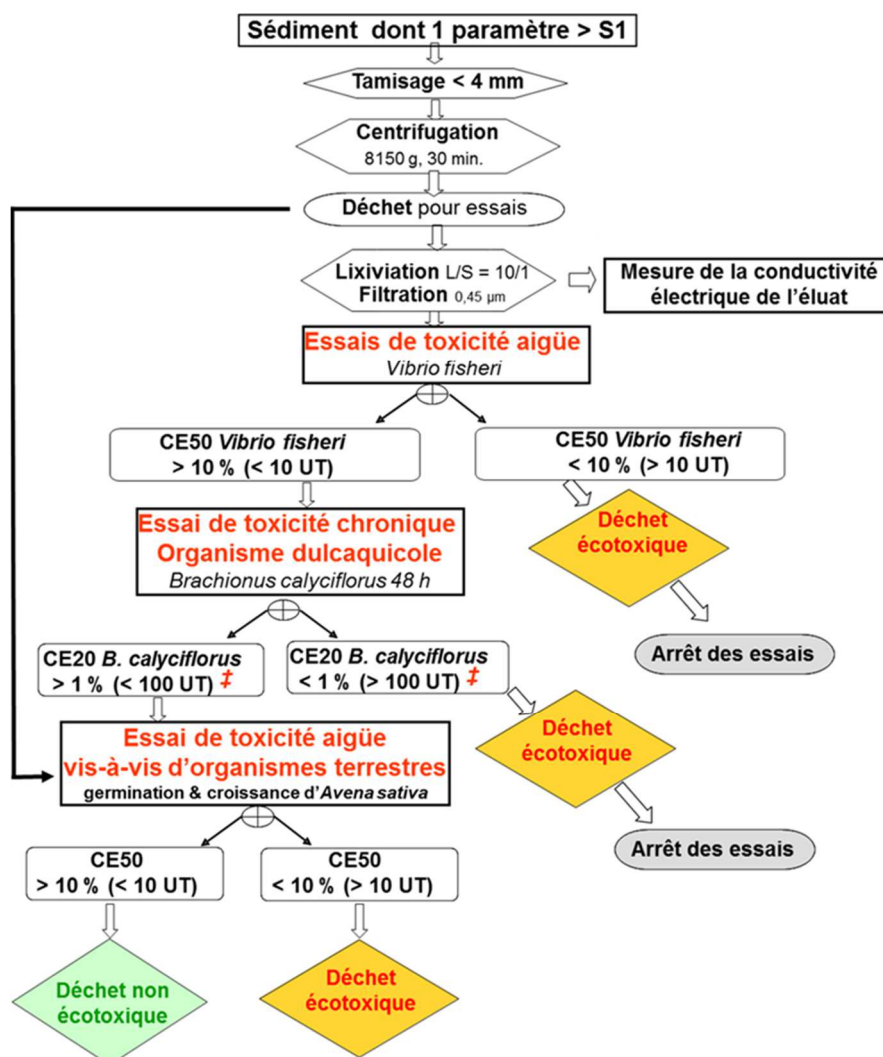 Sédiment dont 1 paramètre > S1
Tamisage < 4 mm
Centrifugation
8150 g, 30 min.
Déchet pour essais
Lixiviation L/S = 10/1
Filtration 0,45 µm
Mesure de la conductivité
électrique de l'éluat
Essais de toxicité aigüe
Vibrio fisheri
CE50 Vibrio fisheri
> 10 % (< 10 UT)
CE50 Vibrio fisheri
< 10 % (> 10 UT)
Déchet
écotoxique
Arrêt des essais
Essai de toxicité chronique
Organisme dulcaquicole
Brachionus calyciflorus 48 h
CE20 B. calyciflorus
> 1 % (< 100 UT) ‡
CE20 B. calyciflorus
< 1 % (> 100 UT) ‡
Déchet
écotoxique
Arrêt des essais
Essai de toxicité aigüe
vis-à-vis d'organismes terrestres
germination & croissance d'Avena sativa
CE50
> 10 % (< 10 UT)
CE50
< 10 % (> 10 UT)
Déchet non
écotoxique
Déchet
écotoxique